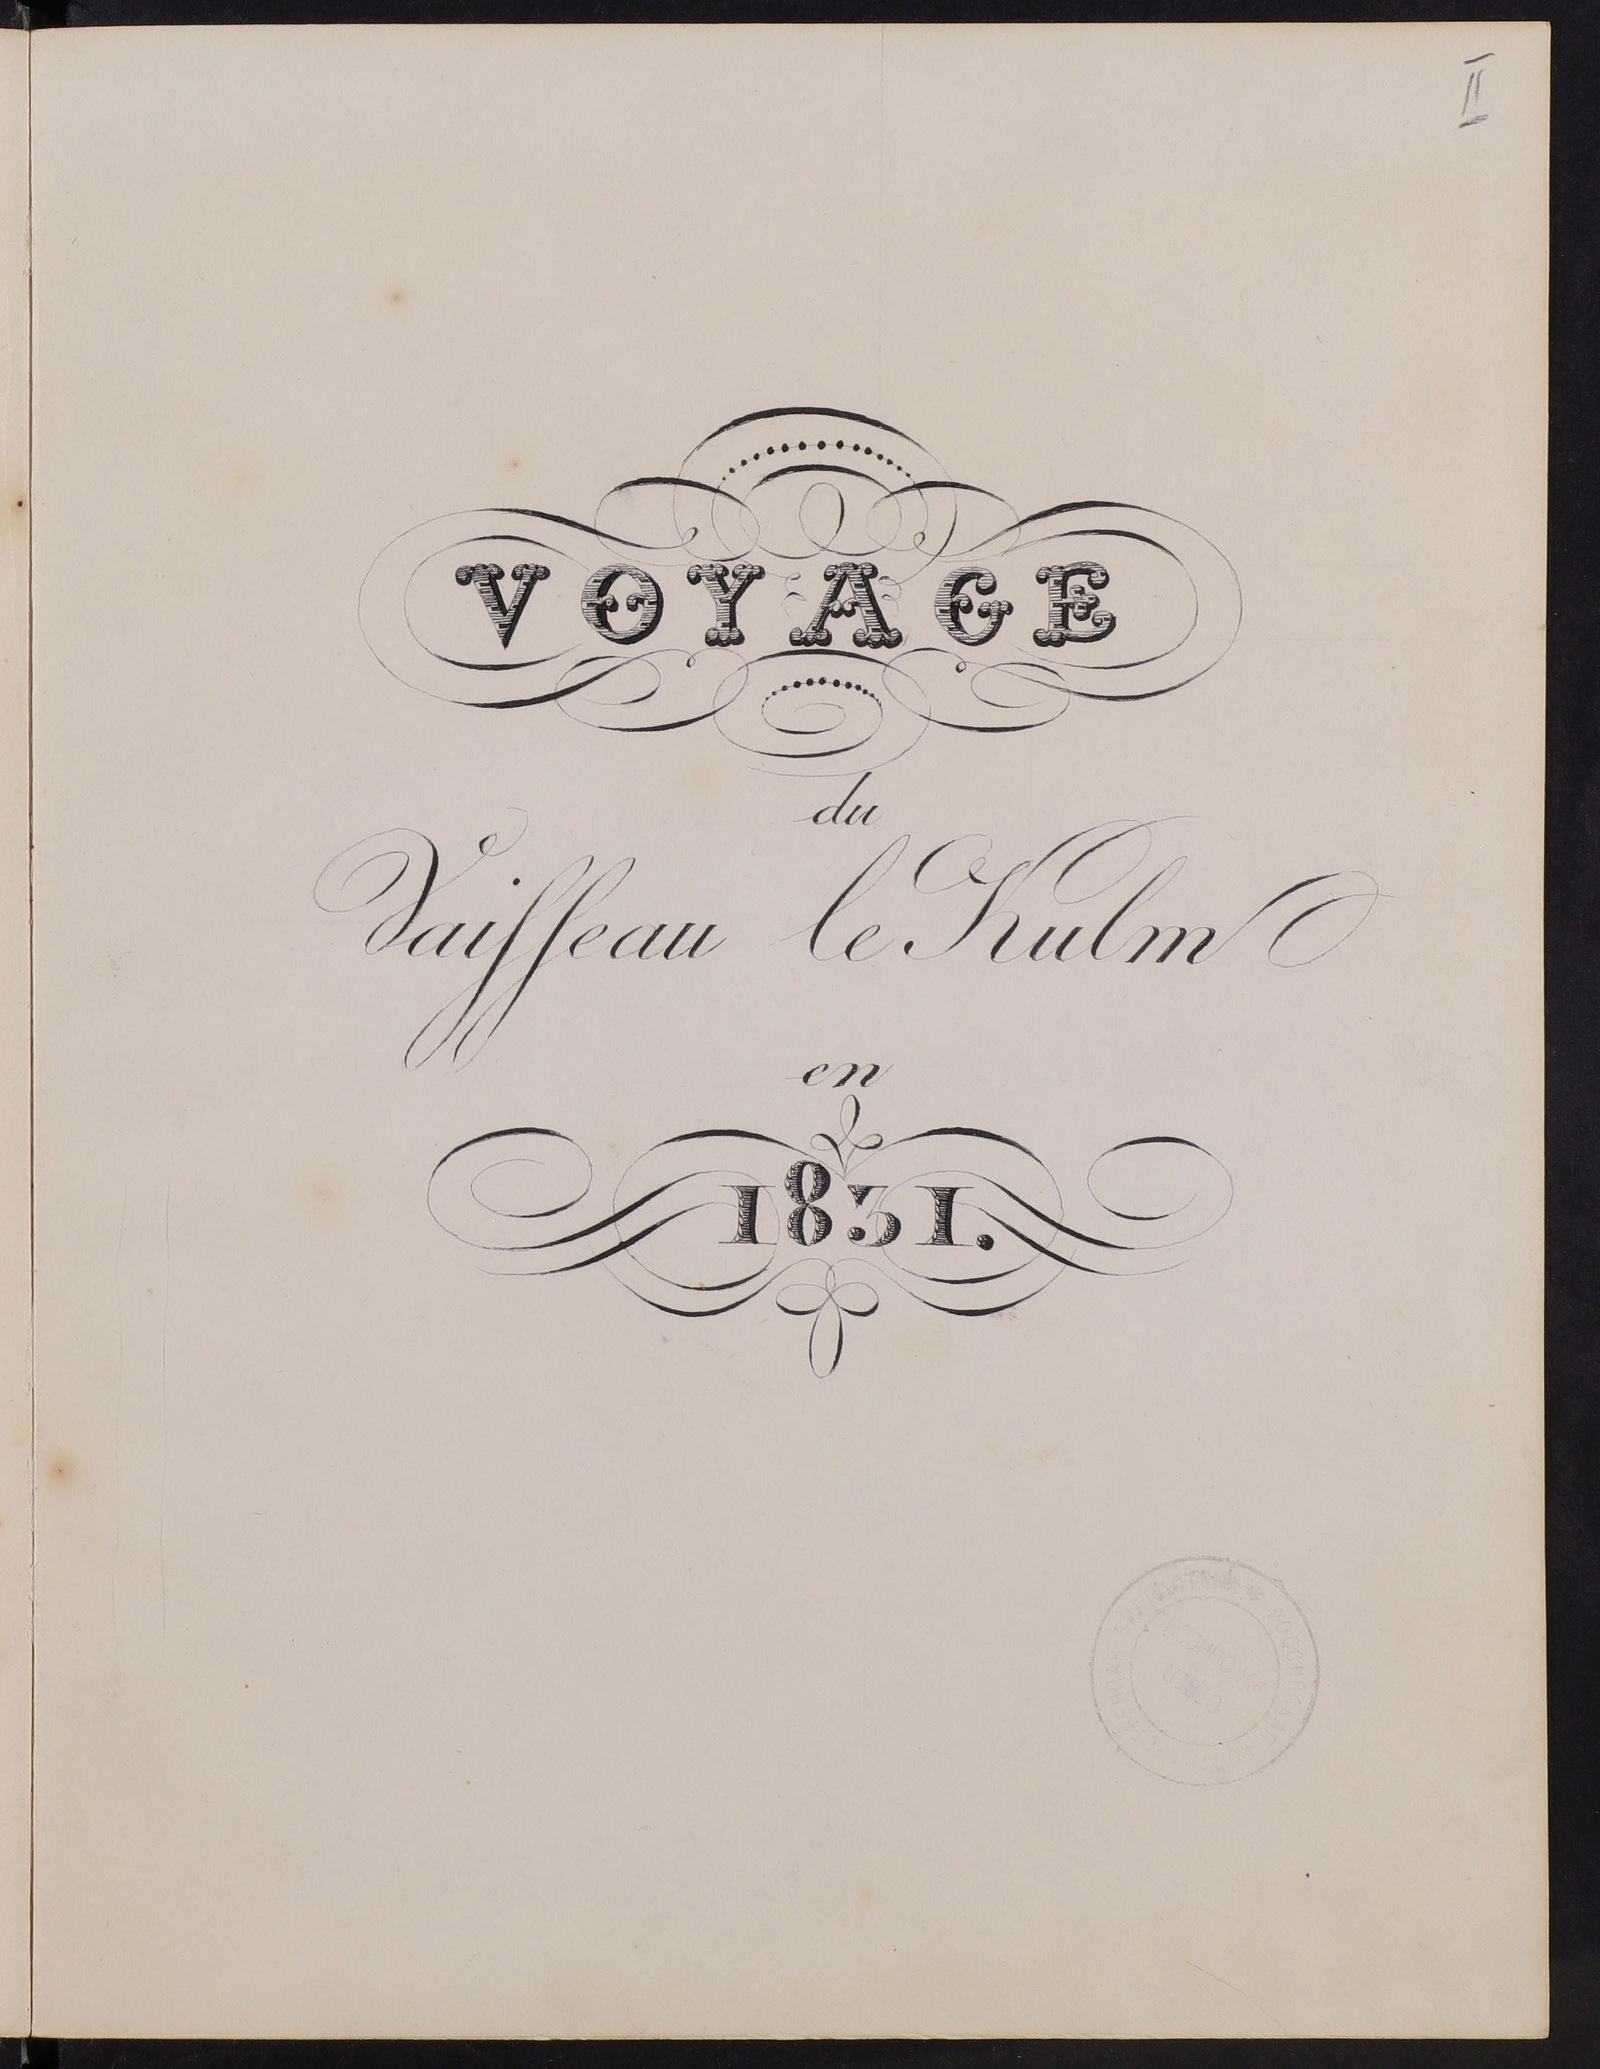 II
VOYAGE
du
Vaisseau le Kulm
en
1831.